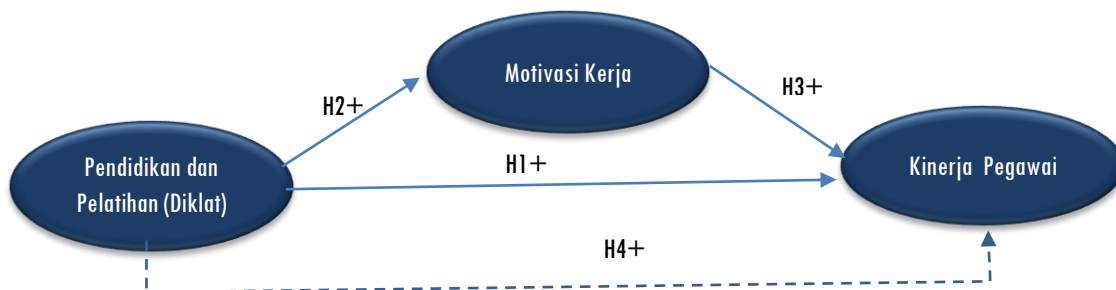 Motivasi Kerja
H2+
H3+
Pendidikan dan
Pelatihan (Diklat)
H1+
Kinerja Pegawai
H4+